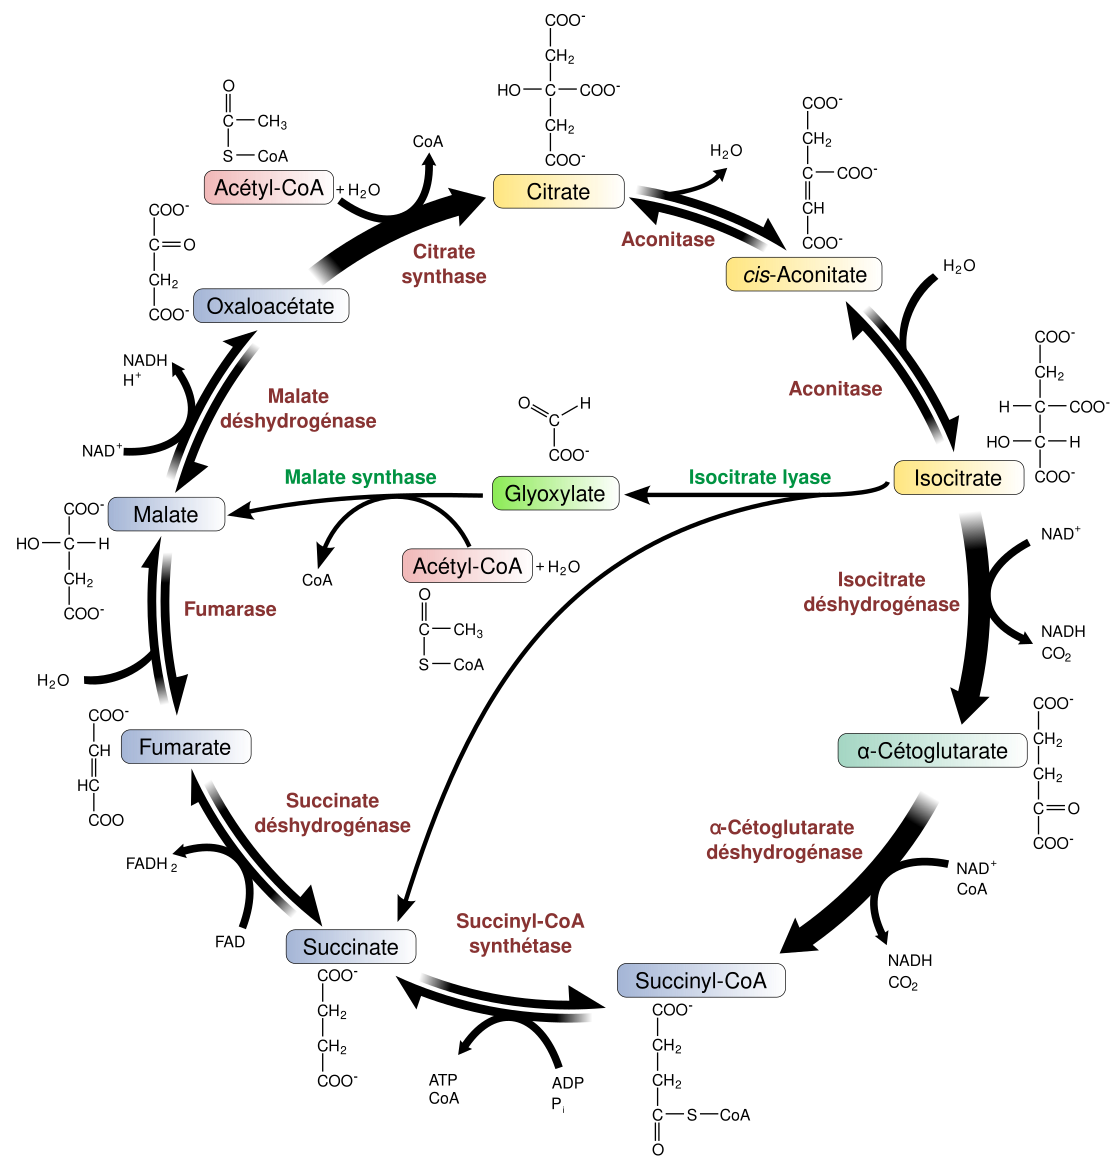 COO-
CH2
HO C COO-
CH2
COO-
Citrate
O
C CH3
S CoA
Acétyl-CoA +H2O
CoA
Citrate
synthase
H2O
Aconitase
COO-
CH2
C COO-
CH
COO-
cis-Aconitate
H2O
Aconitase
COO-
CH2
H C COO-
HO C H
COO-
Isocitrate
COO-
C O
CH2
COO-
Oxaloacétate
NADH
H+
NAD+
Malate
déshydrogénase
O H
C
COO-
Malate synthase
Glyoxylate
Isocitrate lyase
CoA
Acétyl-CoA +H2O
O
C CH3
S CoA
Malate
COO-
HO C H
CH2
COO-
Fumarase
H2O
NAD+
Isocitrate
déshydrogénase
NADH
CO2
COO-
CH
HC
COO
Fumarate
α-Cétoglutarate
COO-
CH2
CH2
C O
COO-
Succinate
déshydrogénase
FADH2
FAD
α-Cétoglutarate
déshydrogénase
NAD+
CoA
NADH
CO2
Succinate
COO-
CH2
CH2
COO-
Succinyl-CoA
synthétase
ATP
CoA
ADP
Pi
Succinyl-CoA
COO-
CH2
CH2
C S CoA
O